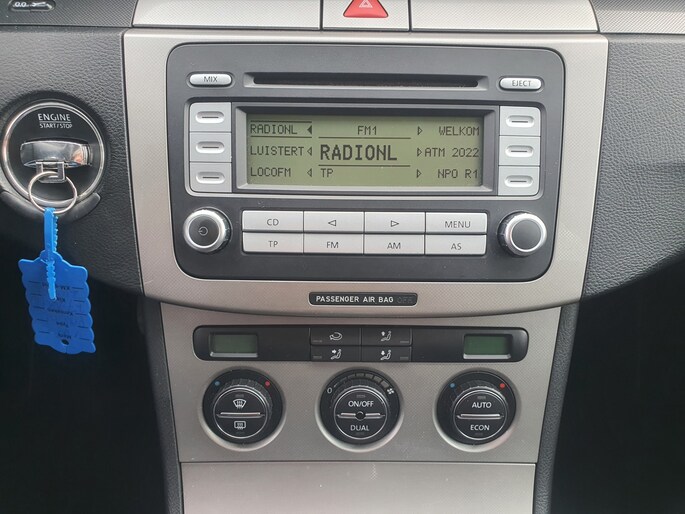 MIX
EJECT
ENGINE
START/STOP
RADIONL FM1 WELKOM
LUISTERT RADIONL ATM 2022
LOCOFM TP NPO R1
CD MENU
TP FM AM AS
PASSENGER AIR BAG OFF
ON/OFF
DUAL
AUTO
ECON